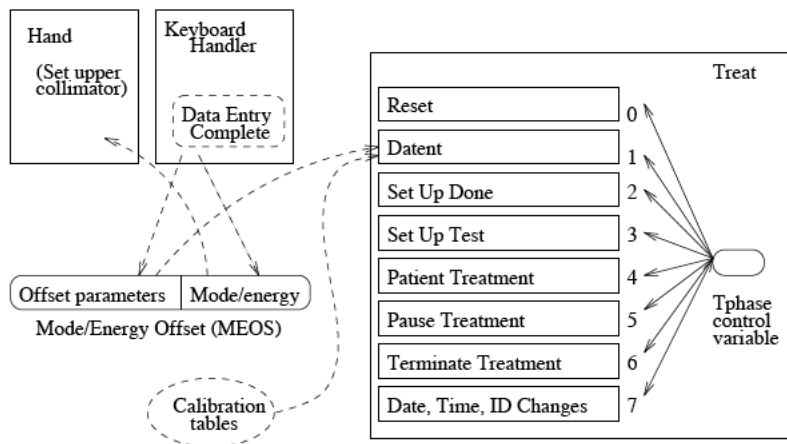 Hand
(Set upper
collimator)
Keyboard
Handler
Data Entry
Complete
Treat
Reset
0
Datent
1
Set Up Done
2
Set Up Test
3
Patient Treatment
4
Pause Treatment
5
Terminate Treatment
6
Date, Time, ID Changes
7
Tphase
control
variable
Offset parameters
Mode/energy
Mode/Energy Offset (MEOS)
Calibration
tables